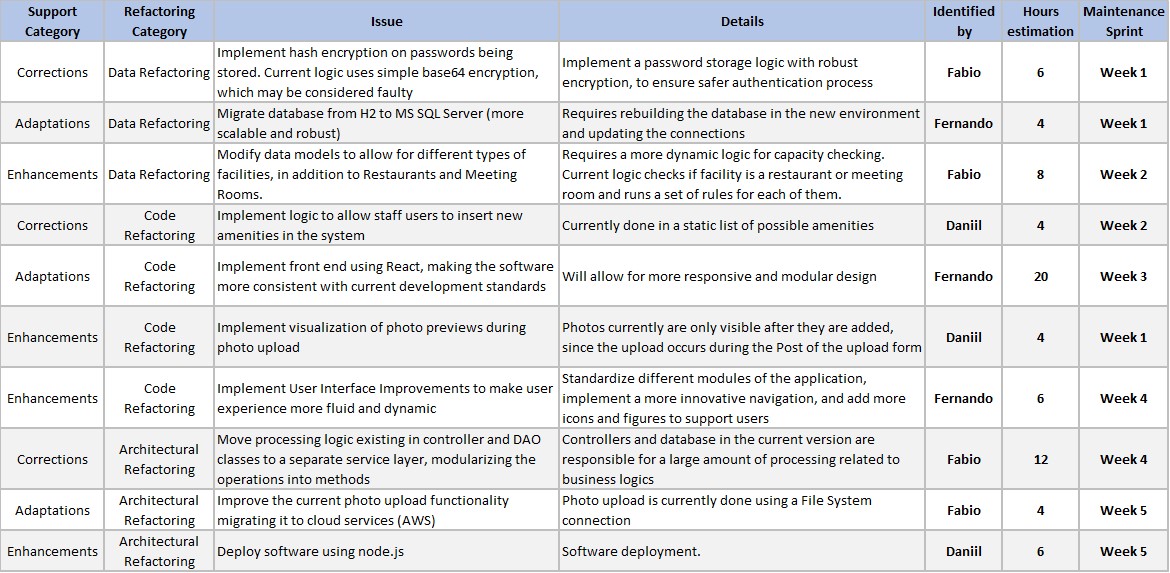 Support Category	Refactoring Category	Issue	Details	Identified by	Hours estimation	Maintenance Sprint
Corrections	Data Refactoring	Implement hash encryption on passwords being stored. Current logic uses simple base64 encryption, which may be considered faulty	Implement a password storage logic with robust encryption, to ensure safer authentication process	Fabio	6	Week 1
Adaptations	Data Refactoring	Migrate database from H2 to MS SQL Server (more scalable and robust)	Requires rebuilding the database in the new environment and updating the connections	Fernando	4	Week 1
Enhancements	Data Refactoring	Modify data models to allow for different types of facilities, in addition to Restaurants and Meeting Rooms.	Requires a more dynamic logic for capacity checking. Current logic checks if facility is a restaurant or meeting room and runs a set of rules for each of them.	Fabio	8	Week 2
Corrections	Code Refactoring	Implement logic to allow staff users to insert new amenities in the system	Currently done in a static list of possible amenities	Daniil	4	Week 2
Adaptations	Code Refactoring	Implement front end using React, making the software more consistent with current development standards	Will allow for more responsive and modular design	Fernando	20	Week 3
Enhancements	Code Refactoring	Implement visualization of photo previews during photo upload	Photos currently are only visible after they are added, since the upload occurs during the Post of the upload form	Daniil	4	Week 1
Enhancements	Code Refactoring	Implement User Interface Improvements to make user experience more fluid and dynamic	Standardize different modules of the application, implement a more innovative navigation, and add more icons and figures to support users	Fernando	6	Week 4
Corrections	Architectural Refactoring	Move processing logic existing in controller and DAO classes to a separate service layer, modularizing the operations into methods	Controllers and database in the current version are responsible for a large amount of processing related to business logics	Fabio	12	Week 4
Adaptations	Architectural Refactoring	Improve the current photo upload functionality migrating it to cloud services (AWS)	Photo upload is currently done using a File System connection	Fabio	4	Week 5
Enhancements	Architectural Refactoring	Deploy software using node.js	Software deployment.	Daniil	6	Week 5